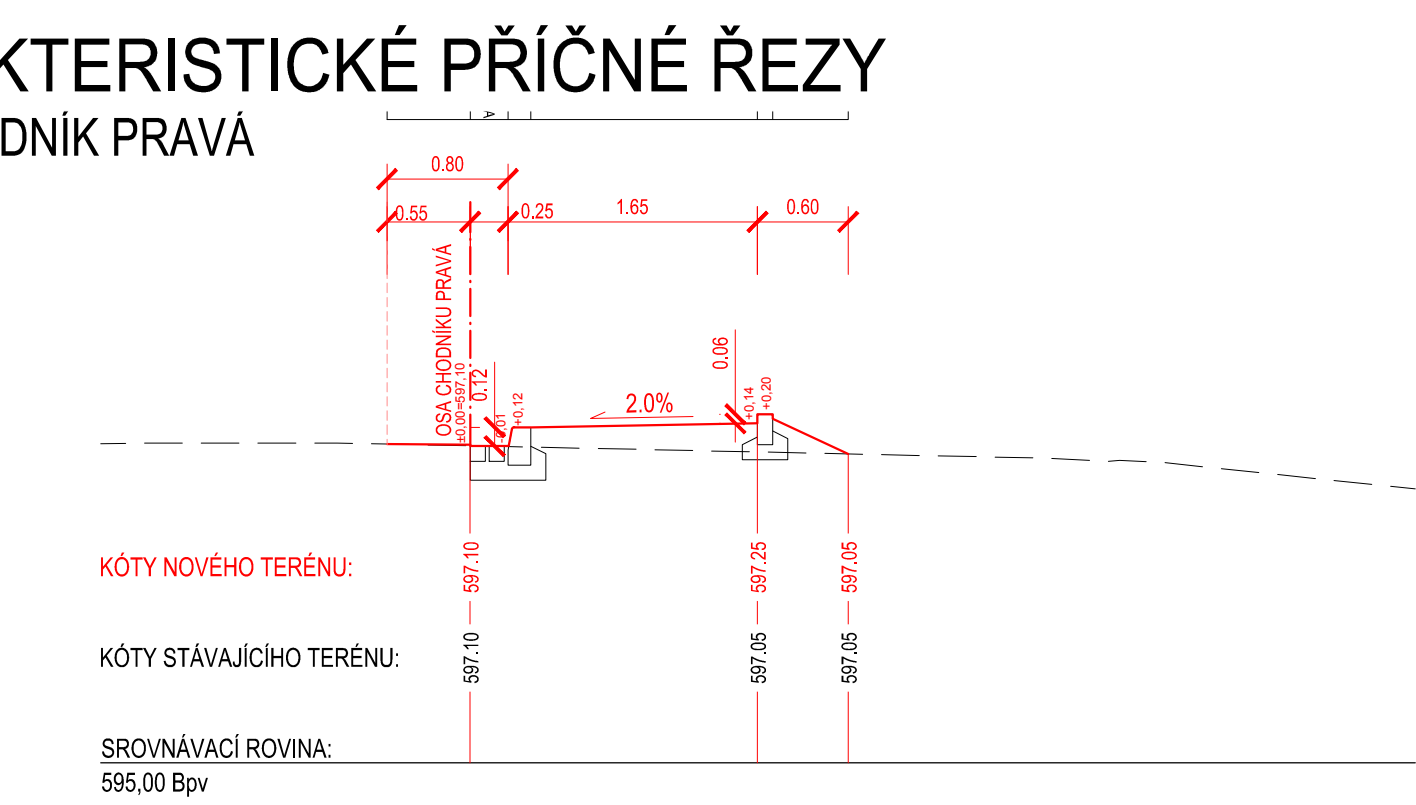 KTERISTICKÉ PŘÍČNÉ ŘEZY
DNÍK PRAVÁ
A
0.80
0.55
0.25
1.65
0.60
OSA CHODNÍKU PRAVÁ
±0,00=597,10
0.12
-0,01
+0,12
2.0%
0.06
+0,14
+0,20
KÓTY NOVÉHO TERÉNU:
597.10
597.25
597.05
KÓTY STÁVAJÍCÍHO TERÉNU:
597.10
597.05
597.05
SROVNÁVACÍ ROVINA:
595,00 Bpv